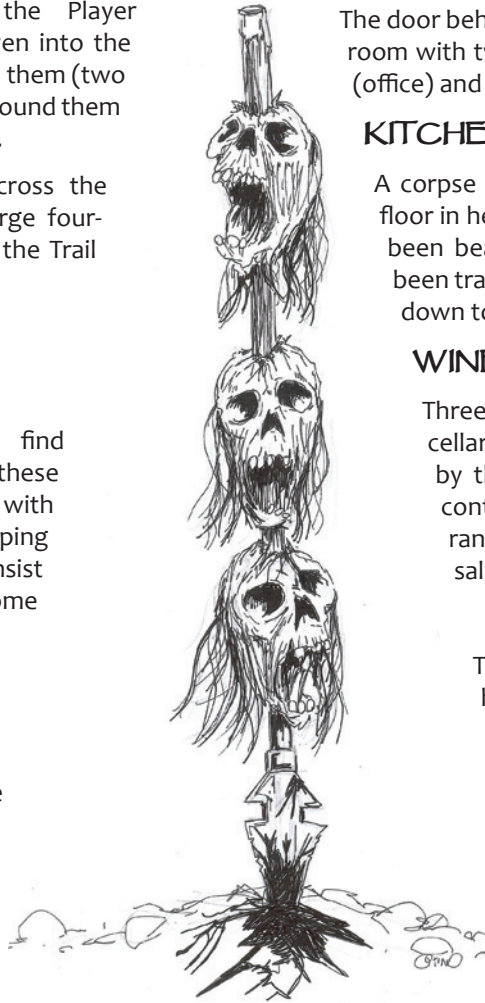 the Player
ven into the
them (two
ound them
cross the
rge four-
the Trail
find
these
with
ping
nsist
ome
e
The door beh
room with tw
(office) and
KITCHE
A corpse
floor in he
been bea
been tra
down to
WINE
Three
cellar
by th
cont
ran
sal
T
h